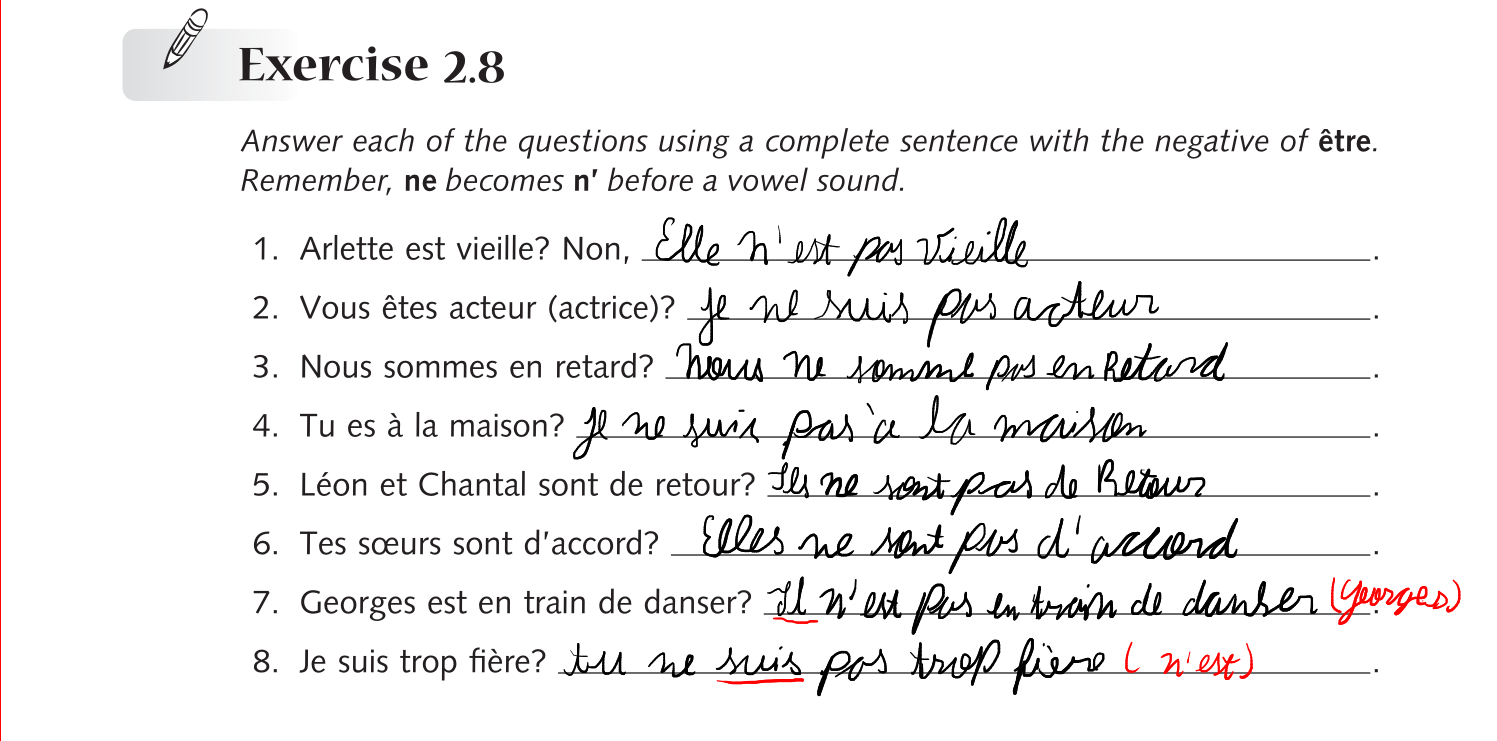 Exercise 2.8
Answer each of the questions using a complete sentence with the negative of être.
Remember, ne becomes n' before a vowel sound.
1. Arlette est vieille? Non, Elle n'est pas vieille.
2. Vous êtes acteur (actrice)? Je ne suis pas acteur.
3. Nous sommes en retard? Nous ne somme pas en Retard.
4. Tu es à la maison? Je ne suis pas à la maison.
5. Léon et Chantal sont de retour? Ils ne sont pas de Retour.
6. Tes sœurs sont d'accord? Elles ne sont pas d'accord.
7. Georges est en train de danser? Il n'est pas en train de danser (Georges).
8. Je suis trop fière? tu ne suis pas trop fière (n'est).